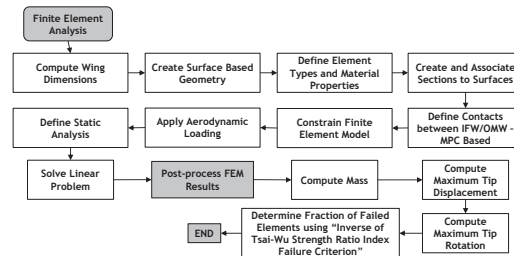 Finite Element
Analysis
Compute Wing
Dimensions
Create Surface Based
Geometry
Define Element
Types and Material
Properties
Create and Associate
Sections to Surfaces
Define Contacts
between IFW/OMW -
MPC Based
Constrain Finite
Element Model
Apply Aerodynamic
Loading
Define Static
Analysis
Solve Linear
Problem
Post-process FEM
Results
Compute Mass
Compute
Maximum Tip
Displacement
Compute
Maximum Tip
Rotation
Determine Fraction of Failed
Elements using “Inverse of
Tsai-Wu Strength Ratio Index
Failure Criterion”
END